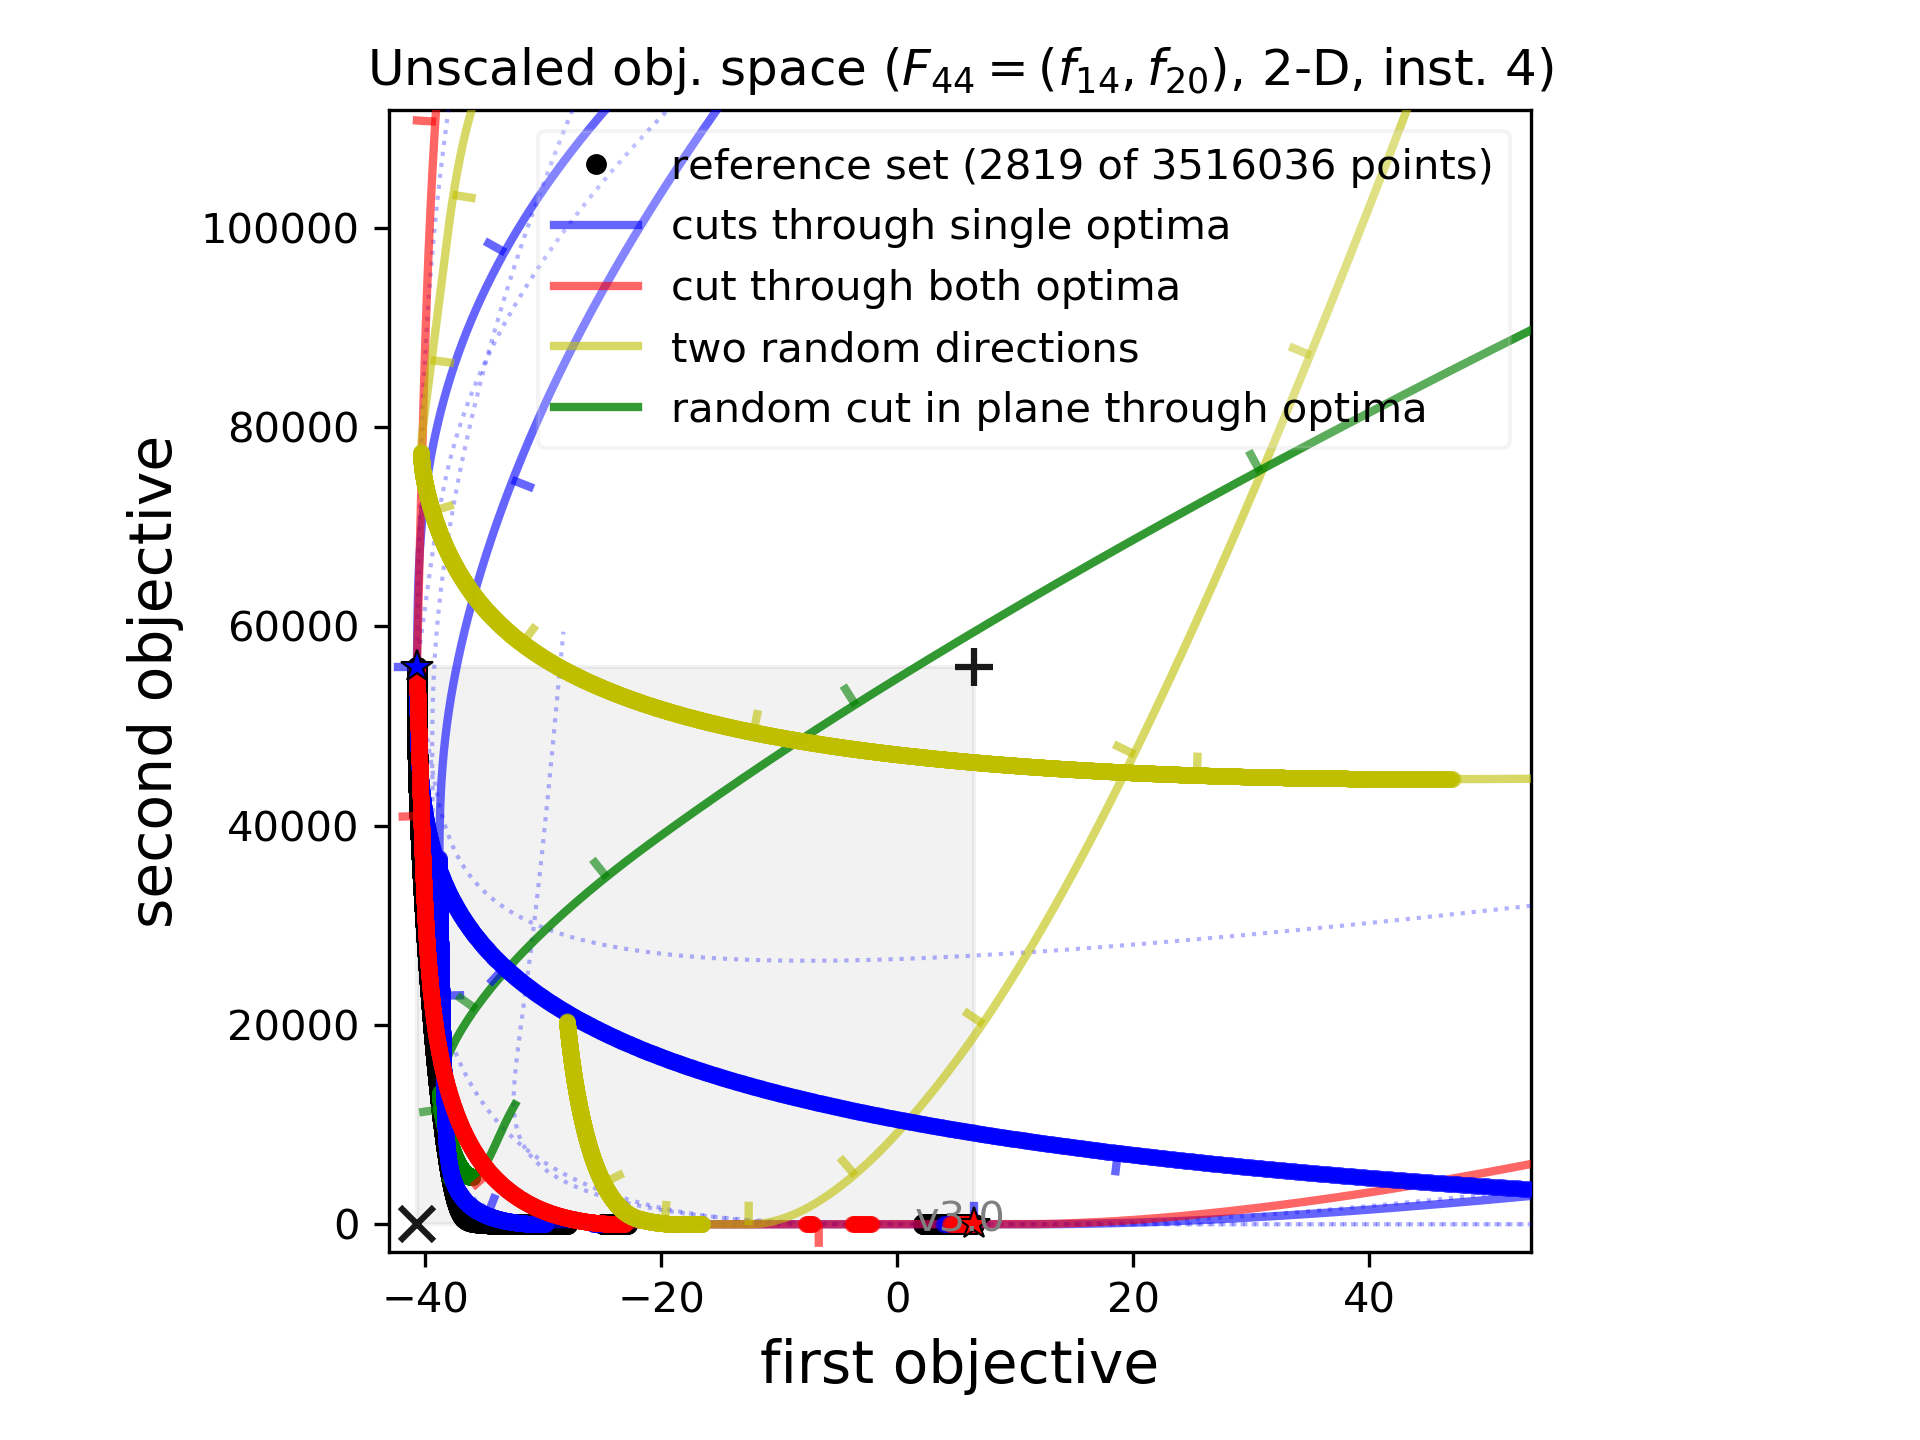 Unscaled obj. space (F44 = (f14, f20), 2-D, inst. 4)
reference set (2819 of 3516036 points)
cuts through single optima
cut through both optima
two random directions
random cut in plane through optima
second objective
100000
80000
60000
40000
20000
0
v3.0
−40 −20 0 20 40
first objective